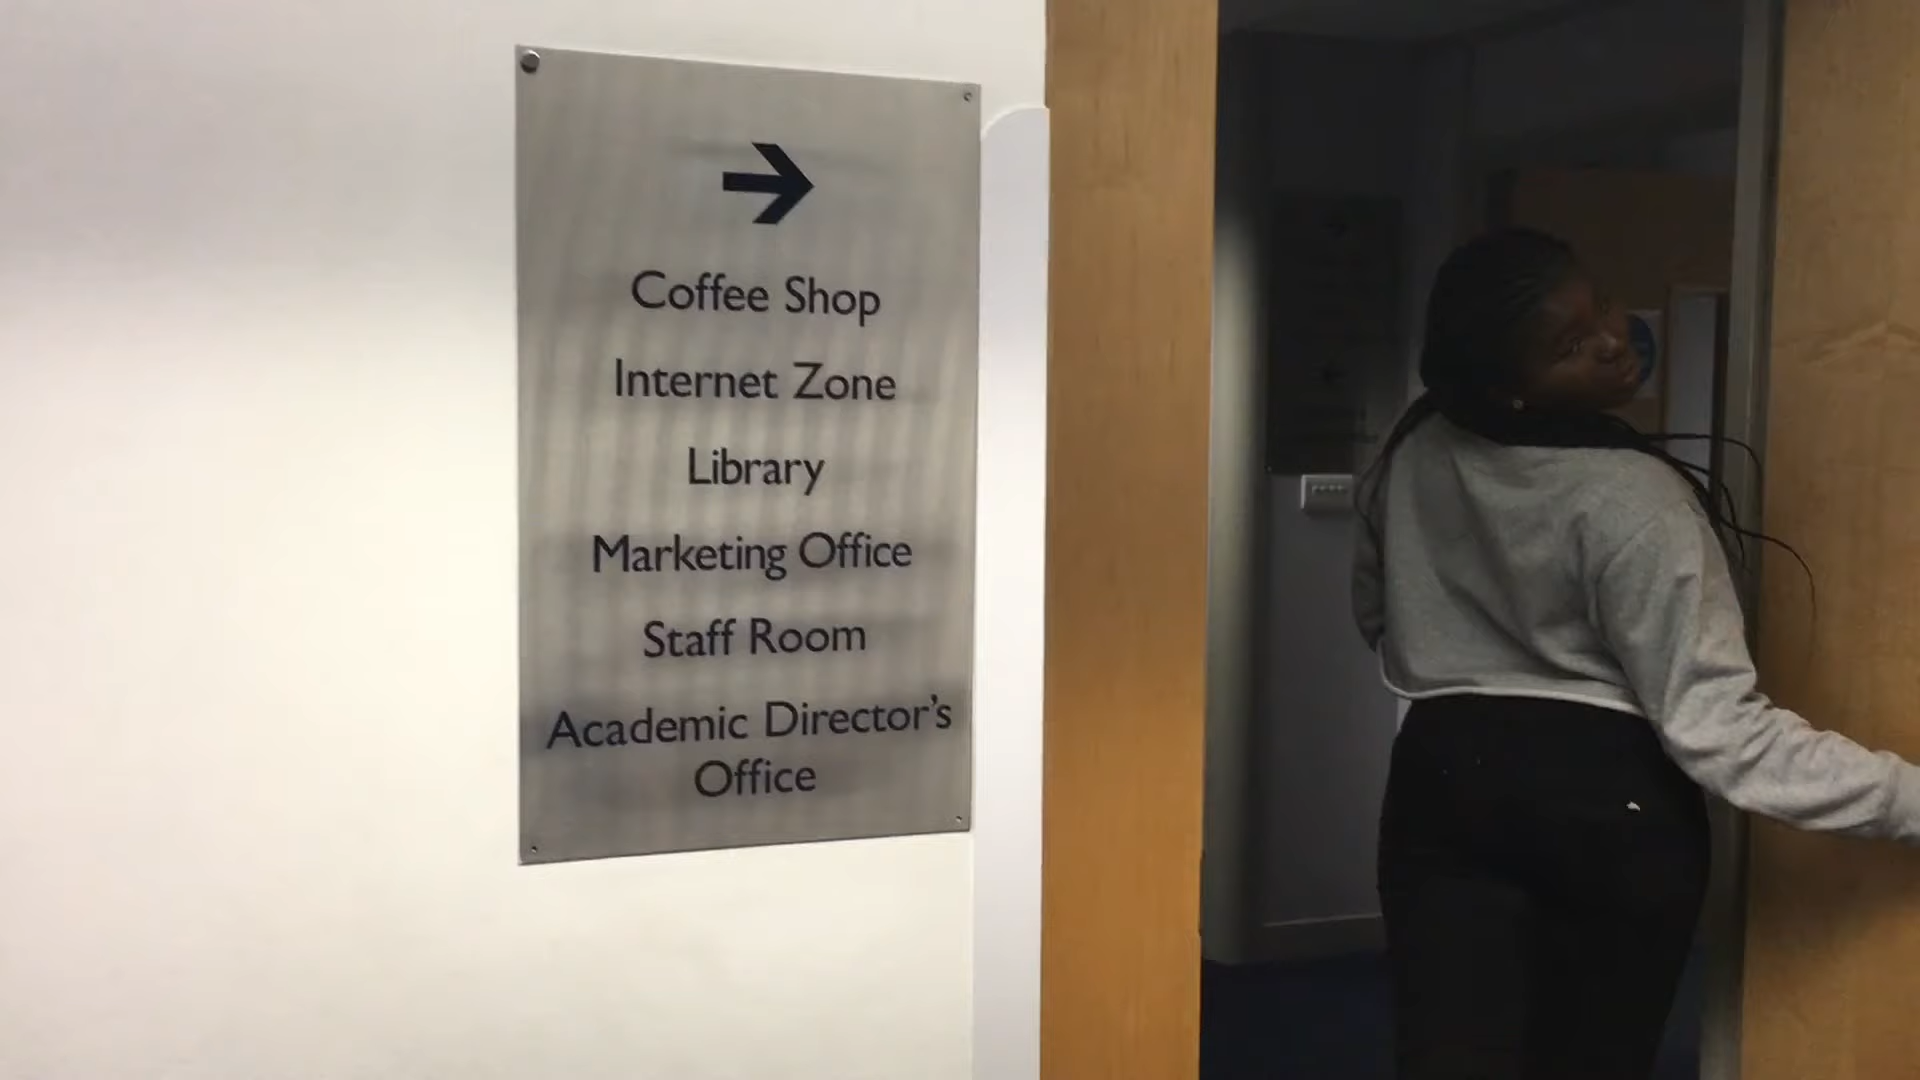 Coffee Shop
Internet Zone
Library
Marketing Office
Staff Room
Academic Director's
Office